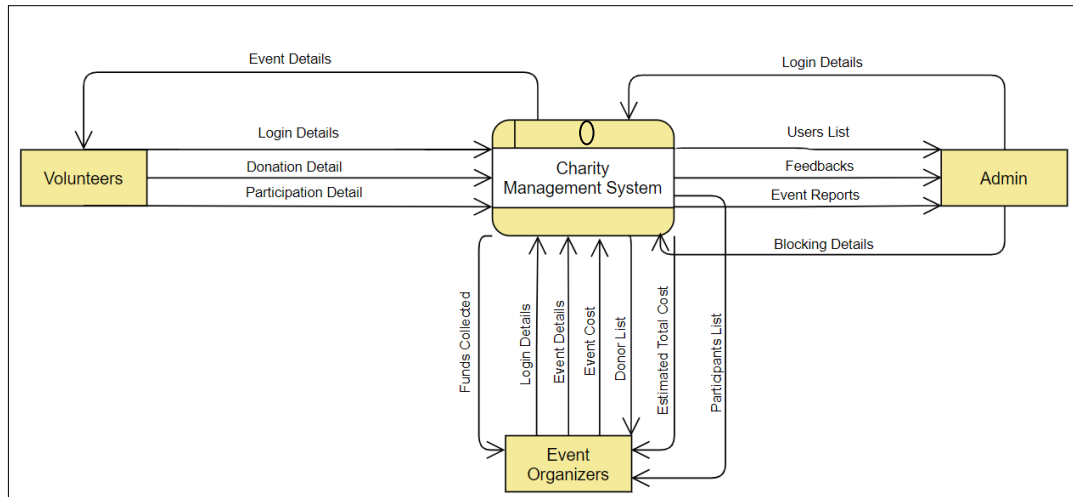 Event Details
Login Details
Login Details
0
Users List
Volunteers
Donation Detail
Charity
Management System
Feedbacks
Admin
Participation Detail
Event Reports
Blocking Details
Funds Collected
Login Details
Event Details
Event Cost
Donor List
Estimated Total Cost
Participants List
Event
Organizers